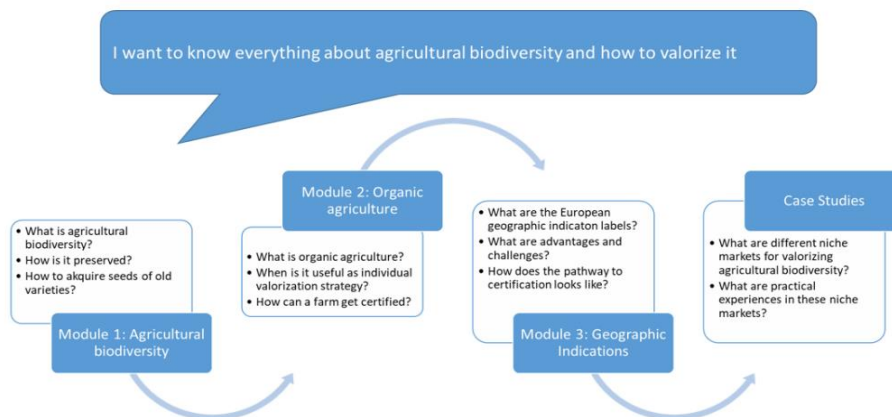 I want to know everything about agricultural biodiversity and how to valorize it
• What is agricultural
biodiversity?
• How is it preserved?
• How to akquire seeds of old
varieties?
Module 1: Agricultural
biodiversity
Module 2: Organic
agriculture
• What is organic agriculture?
• When is it useful as individual
valorization strategy?
• How can a farm get certified?
• What are the European
geographic indicaton labels?
• What are advantages and
challenges?
• How does the pathway to
certification looks like?
Module 3: Geographic
Indications
Case Studies
• What are different niche
markets for valorizing
agricultural biodiversity?
• What are practical
experiences in these niche
markets?